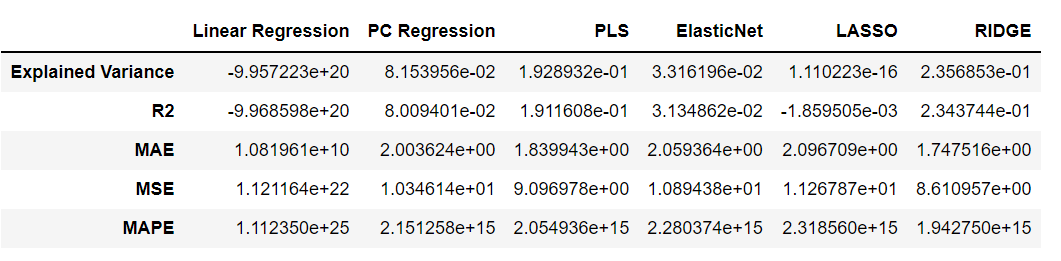 Linear Regression PC Regression PLS ElasticNet LASSO RIDGE
Explained Variance -9.957223e+20 8.153956e-02 1.928932e-01 3.316196e-02 1.110223e-16 2.356853e-01
R2 -9.968598e+20 8.009401e-02 1.911608e-01 3.134862e-02 -1.859505e-03 2.343744e-01
MAE 1.081961e+10 2.003624e+00 1.839943e+00 2.059364e+00 2.096709e+00 1.747516e+00
MSE 1.121164e+22 1.034614e+01 9.096978e+00 1.089438e+01 1.126787e+01 8.610957e+00
MAPE 1.112350e+25 2.151258e+15 2.054936e+15 2.280374e+15 2.318560e+15 1.942750e+15